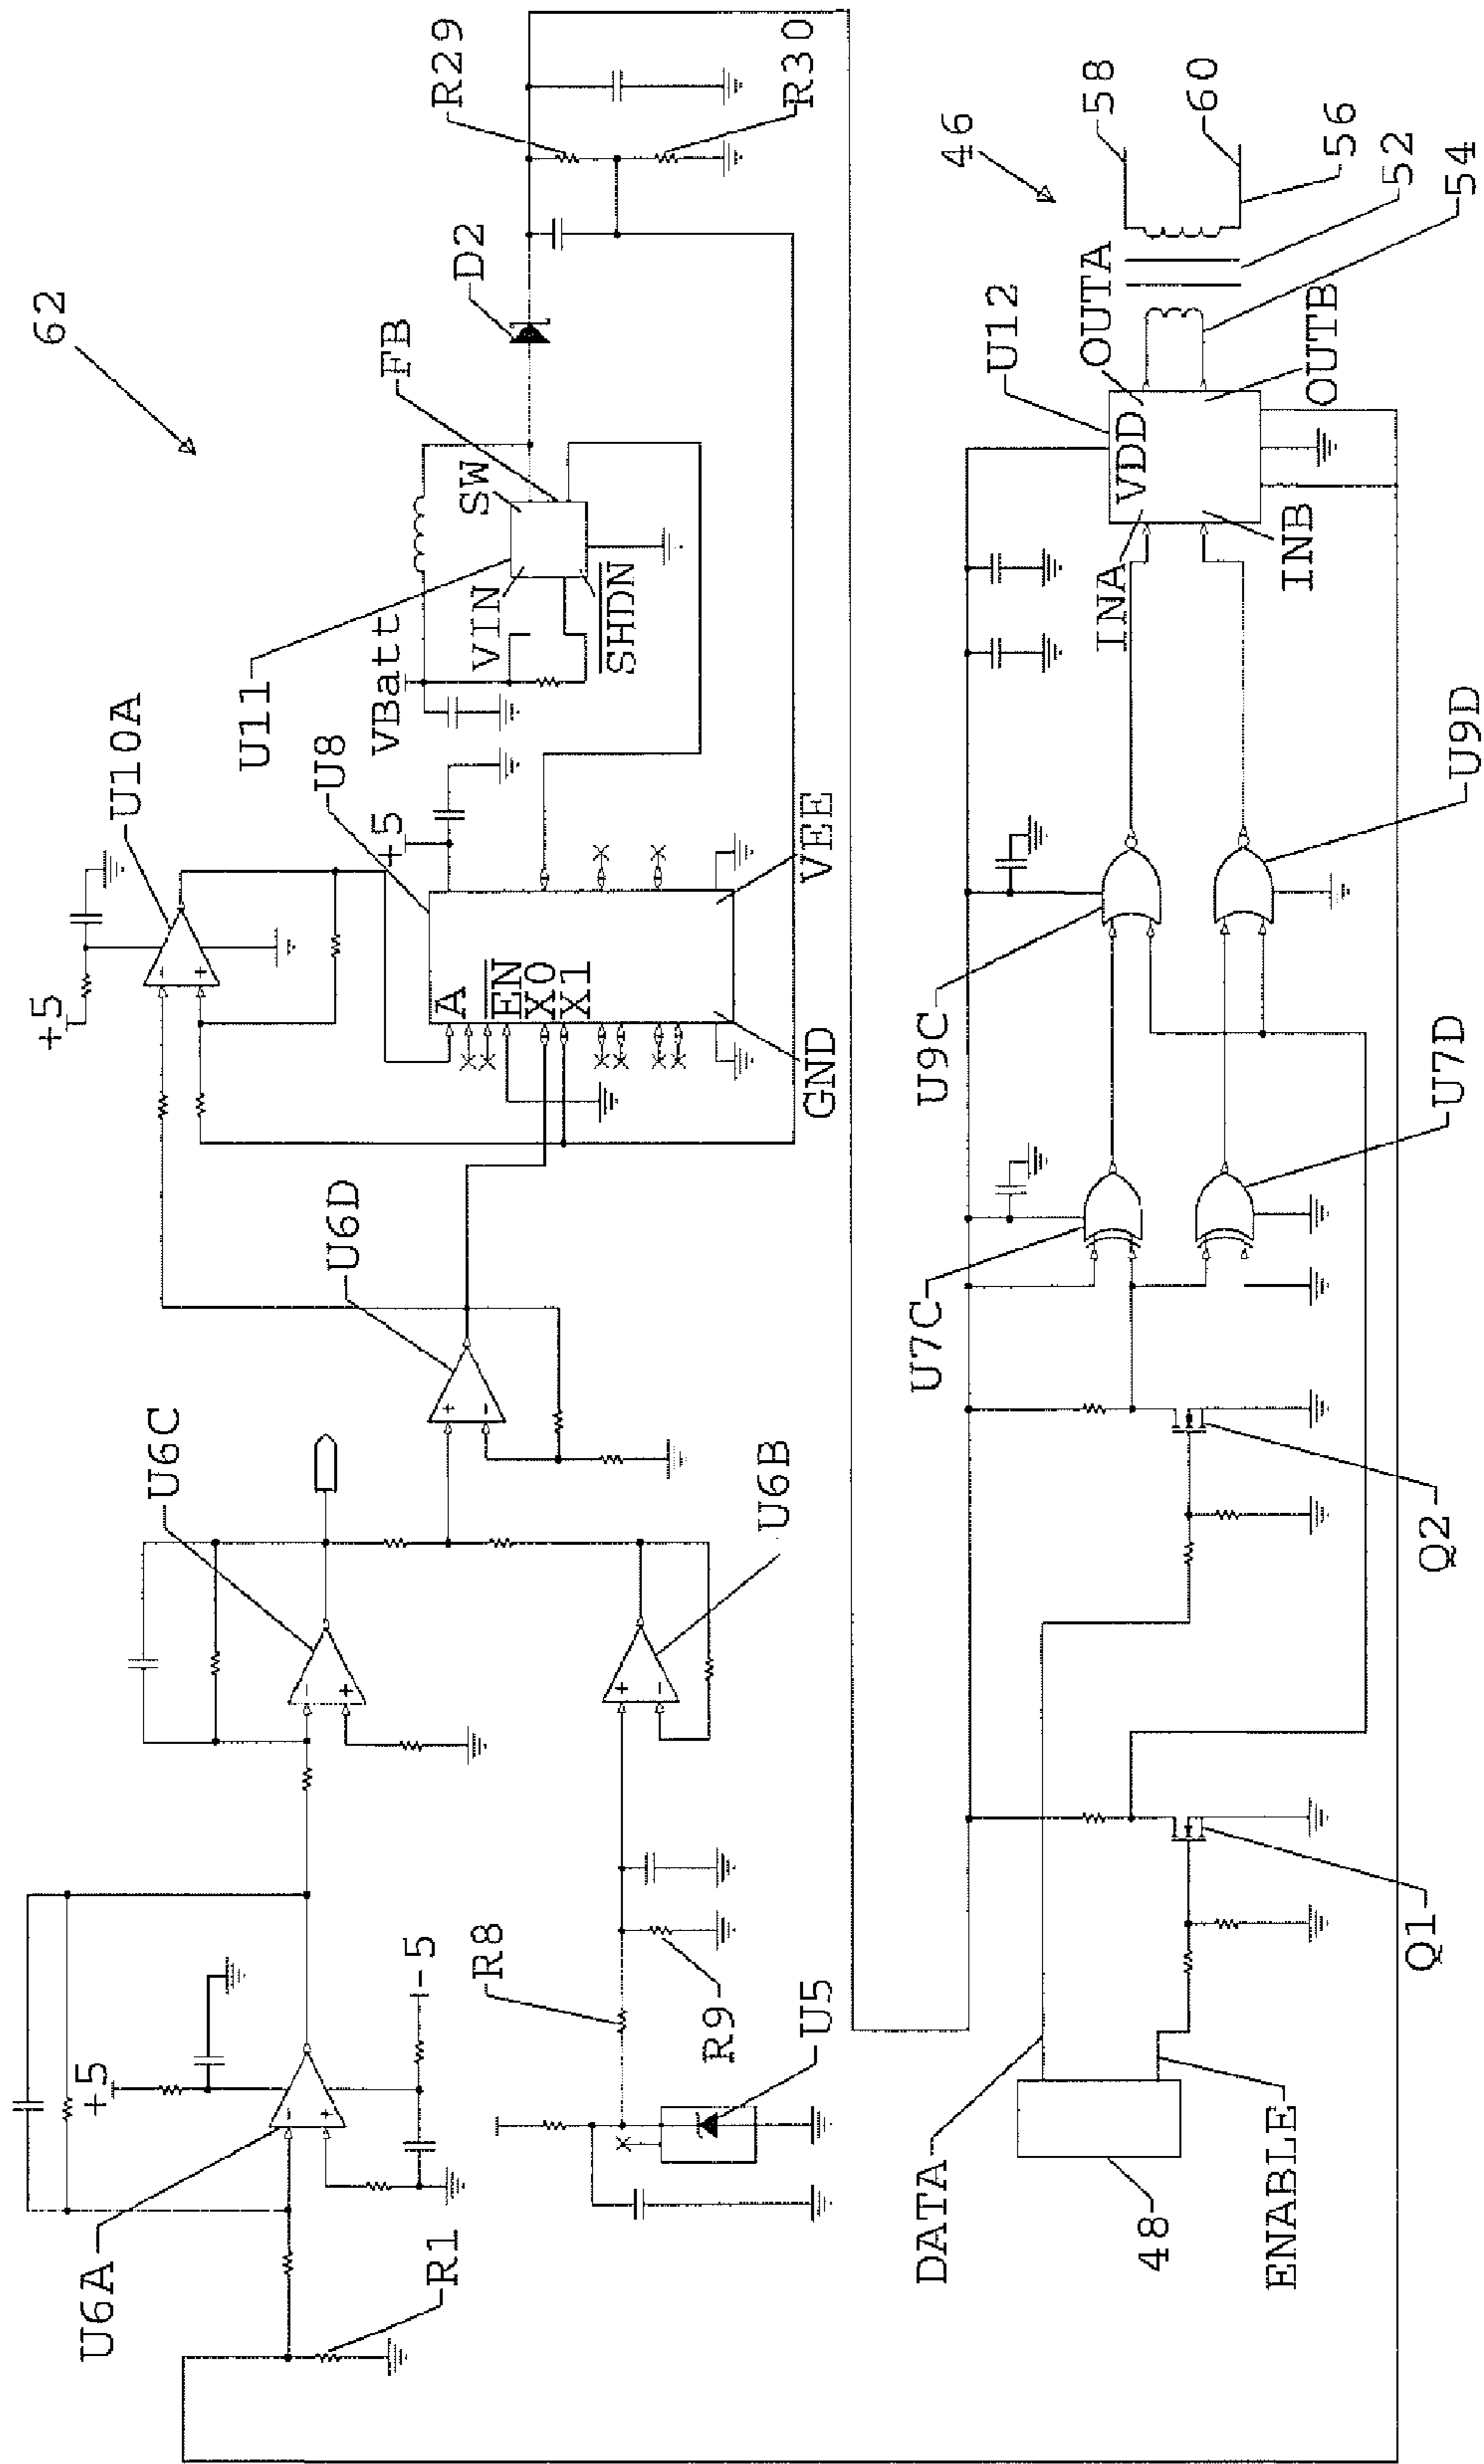 62
R29
R30
D2
FB
SW
VIN
SHDN
VBatt
U11
U10A
+5
+5
U8
A
EN
X0
X1
VEE
GND
U6D
U6C
U6B
+5
-5
U6A
R1
R8
R9
U5
46
58
60
56
52
54
OUTA
OUTB
U12
VDD
INA
INB
U9C
U9D
U7C
U7D
Q2
Q1
DATA
48
ENABLE